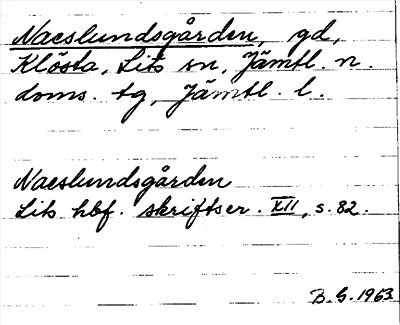 Naeslundsgården, gd,
Klösta, Lits sn, Jämtl. n.
doms. tg, Jämtl. l.
Naeslundsgården
Lits hbf. skriftser. XII, s. 82.
B. G. 1963